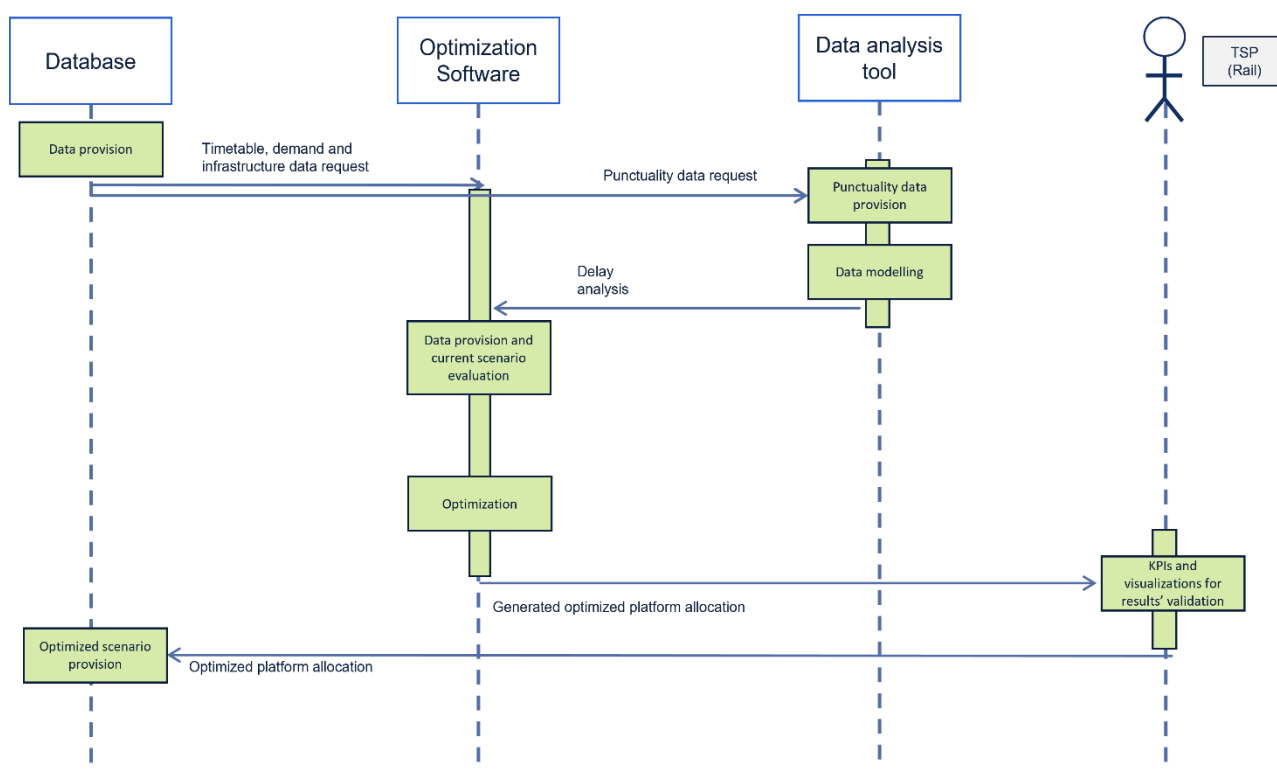 Database
Optimization
Software
Data analysis
tool
TSP
(Rail)
Data provision
Timetable, demand and
infrastructure data request
Punctuality data request
Punctuality data
provision
Data modelling
Delay
analysis
Data provision and
current scenario
evaluation
Optimization
KPIs and
visualizations for
results’ validation
Generated optimized platform allocation
Optimized scenario
provision
Optimized platform allocation